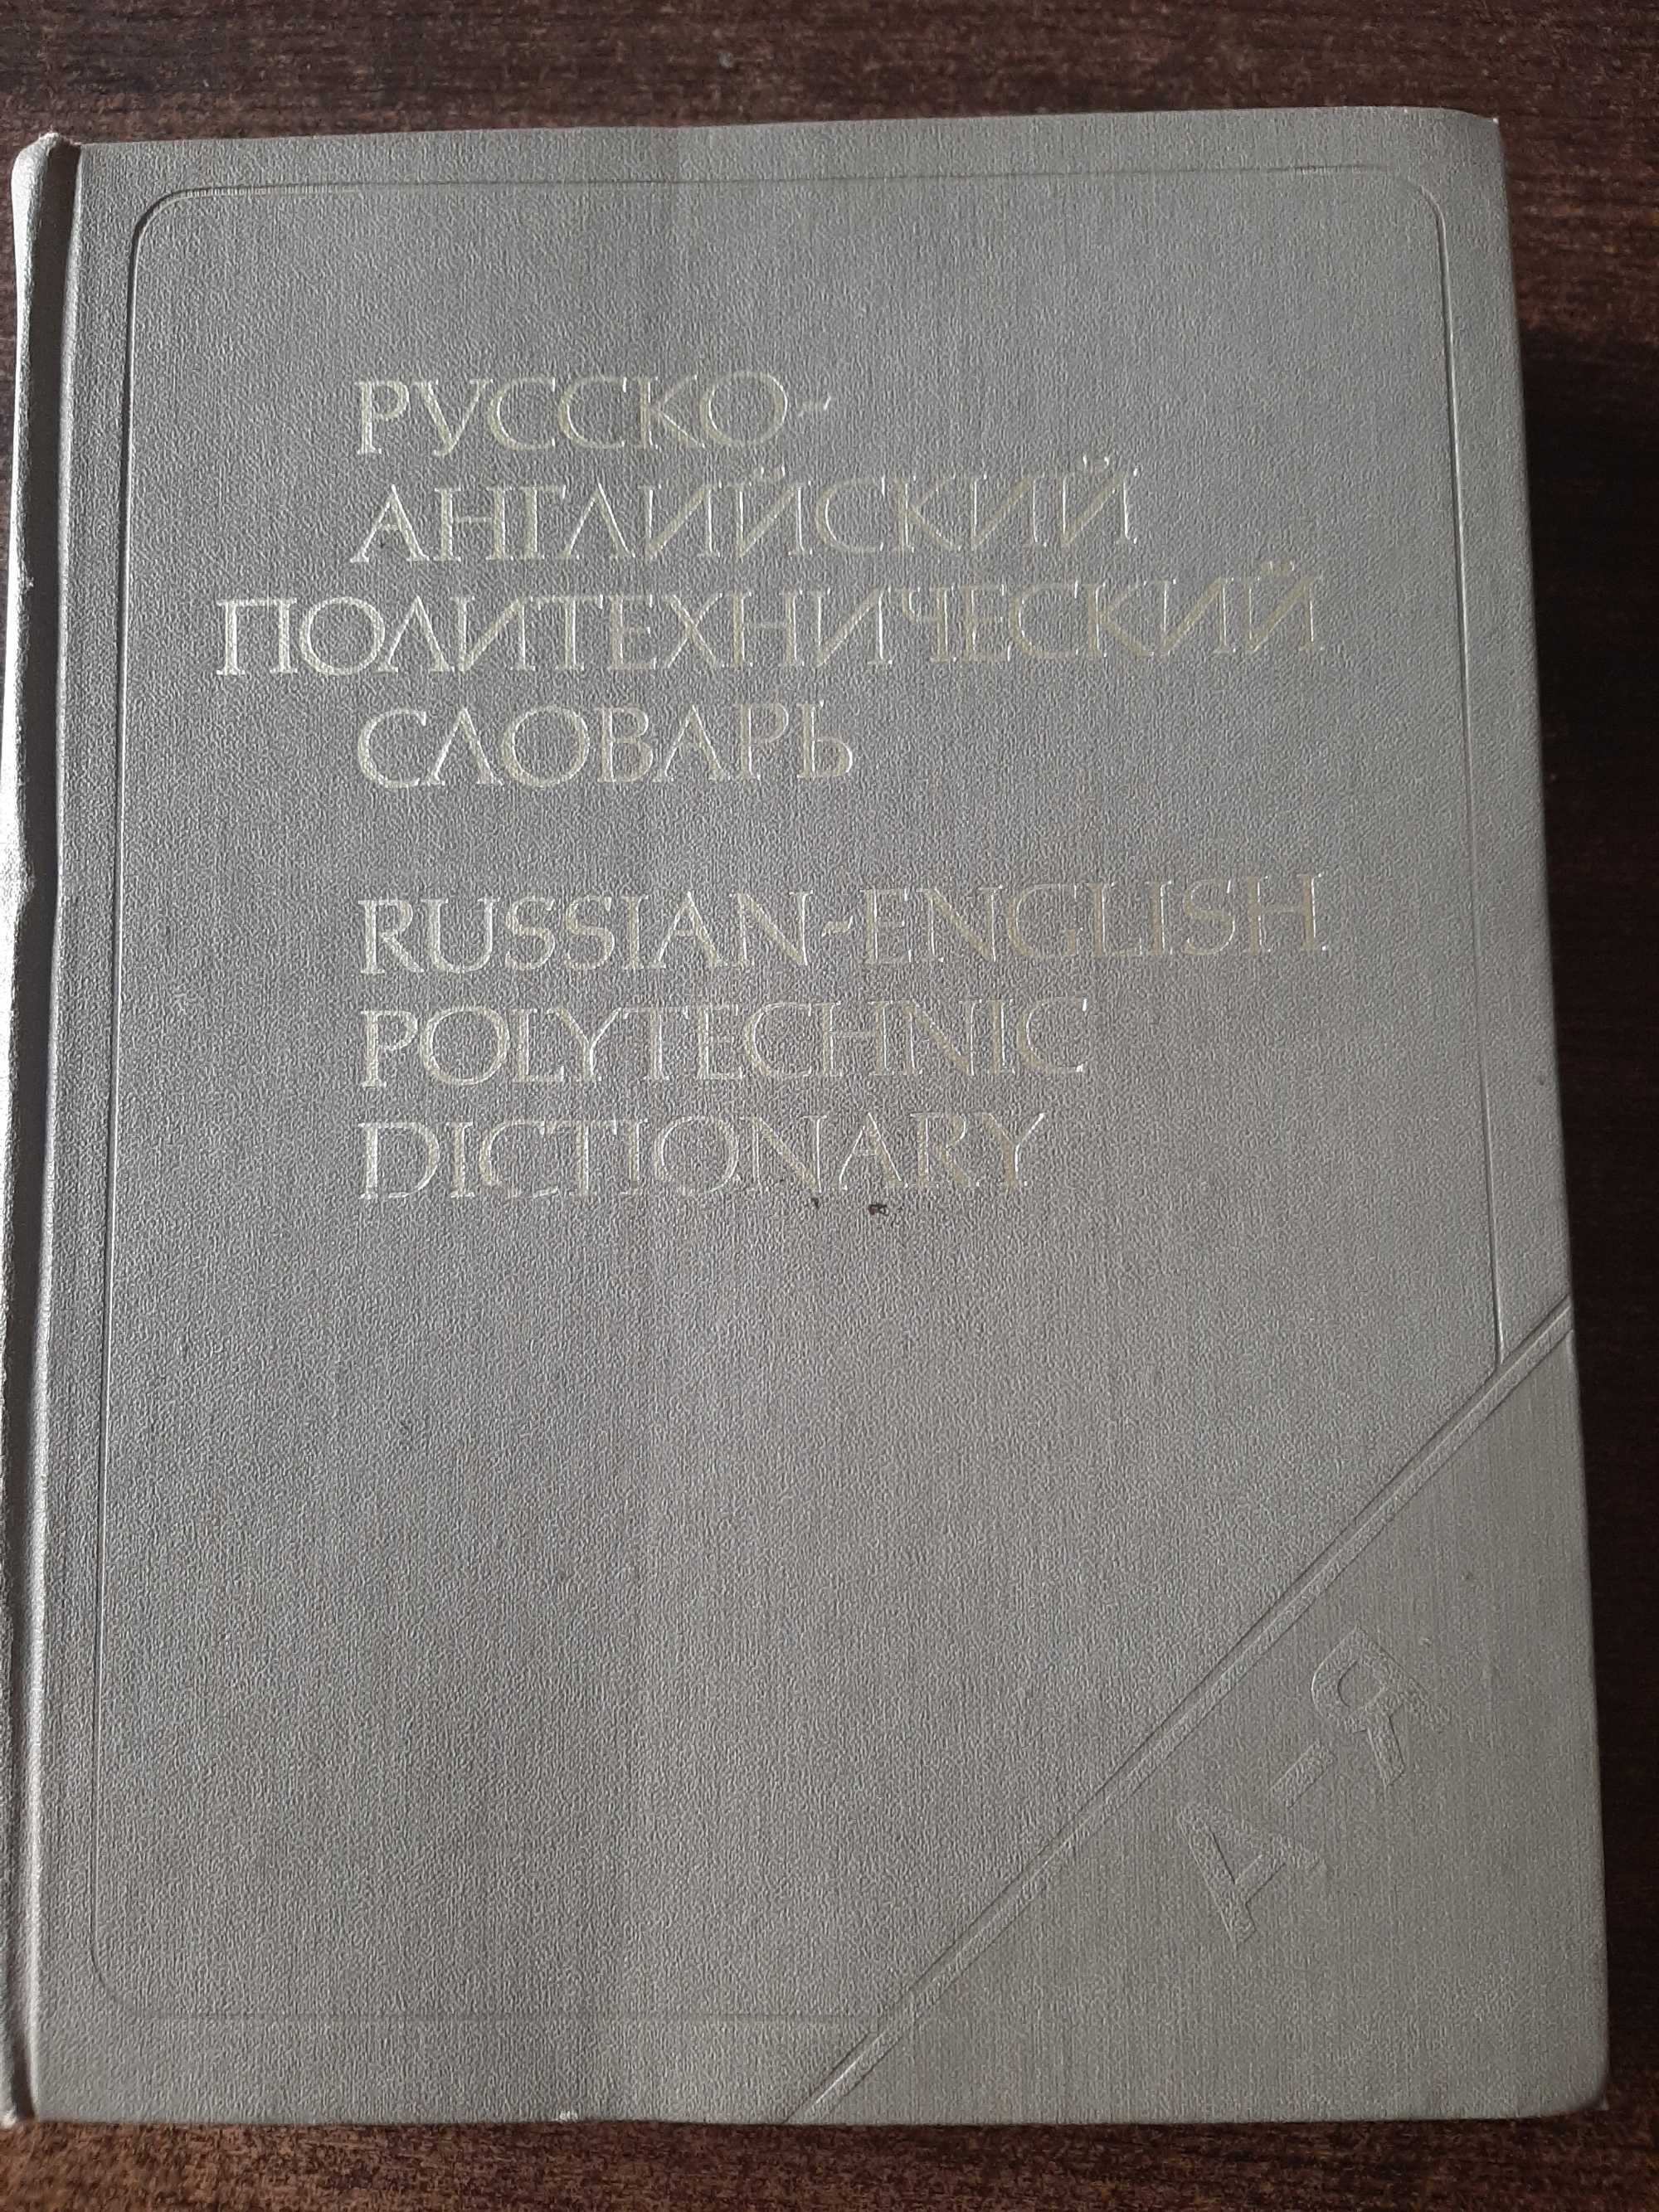 РУССКО-
АНГЛИЙСКИЙ
ПОЛИТЕХНИЧЕСКИЙ
СЛОВАРЬ
RUSSIAN-ENGLISH
POLYTECHNIC
DICTIONARY
А-Я